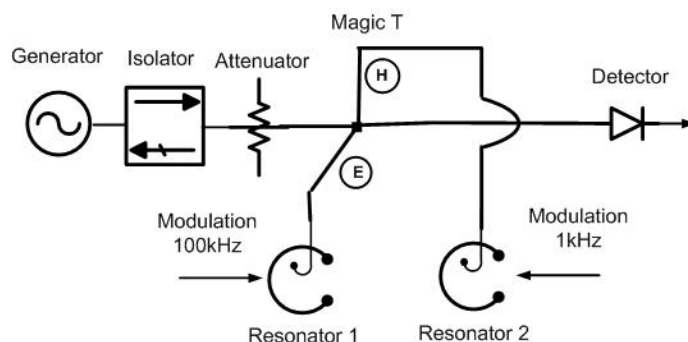 Magic T
Generator
Isolator
Attenuator
H
Detector
E
Modulation
100kHz
Modulation
1kHz
Resonator 1
Resonator 2